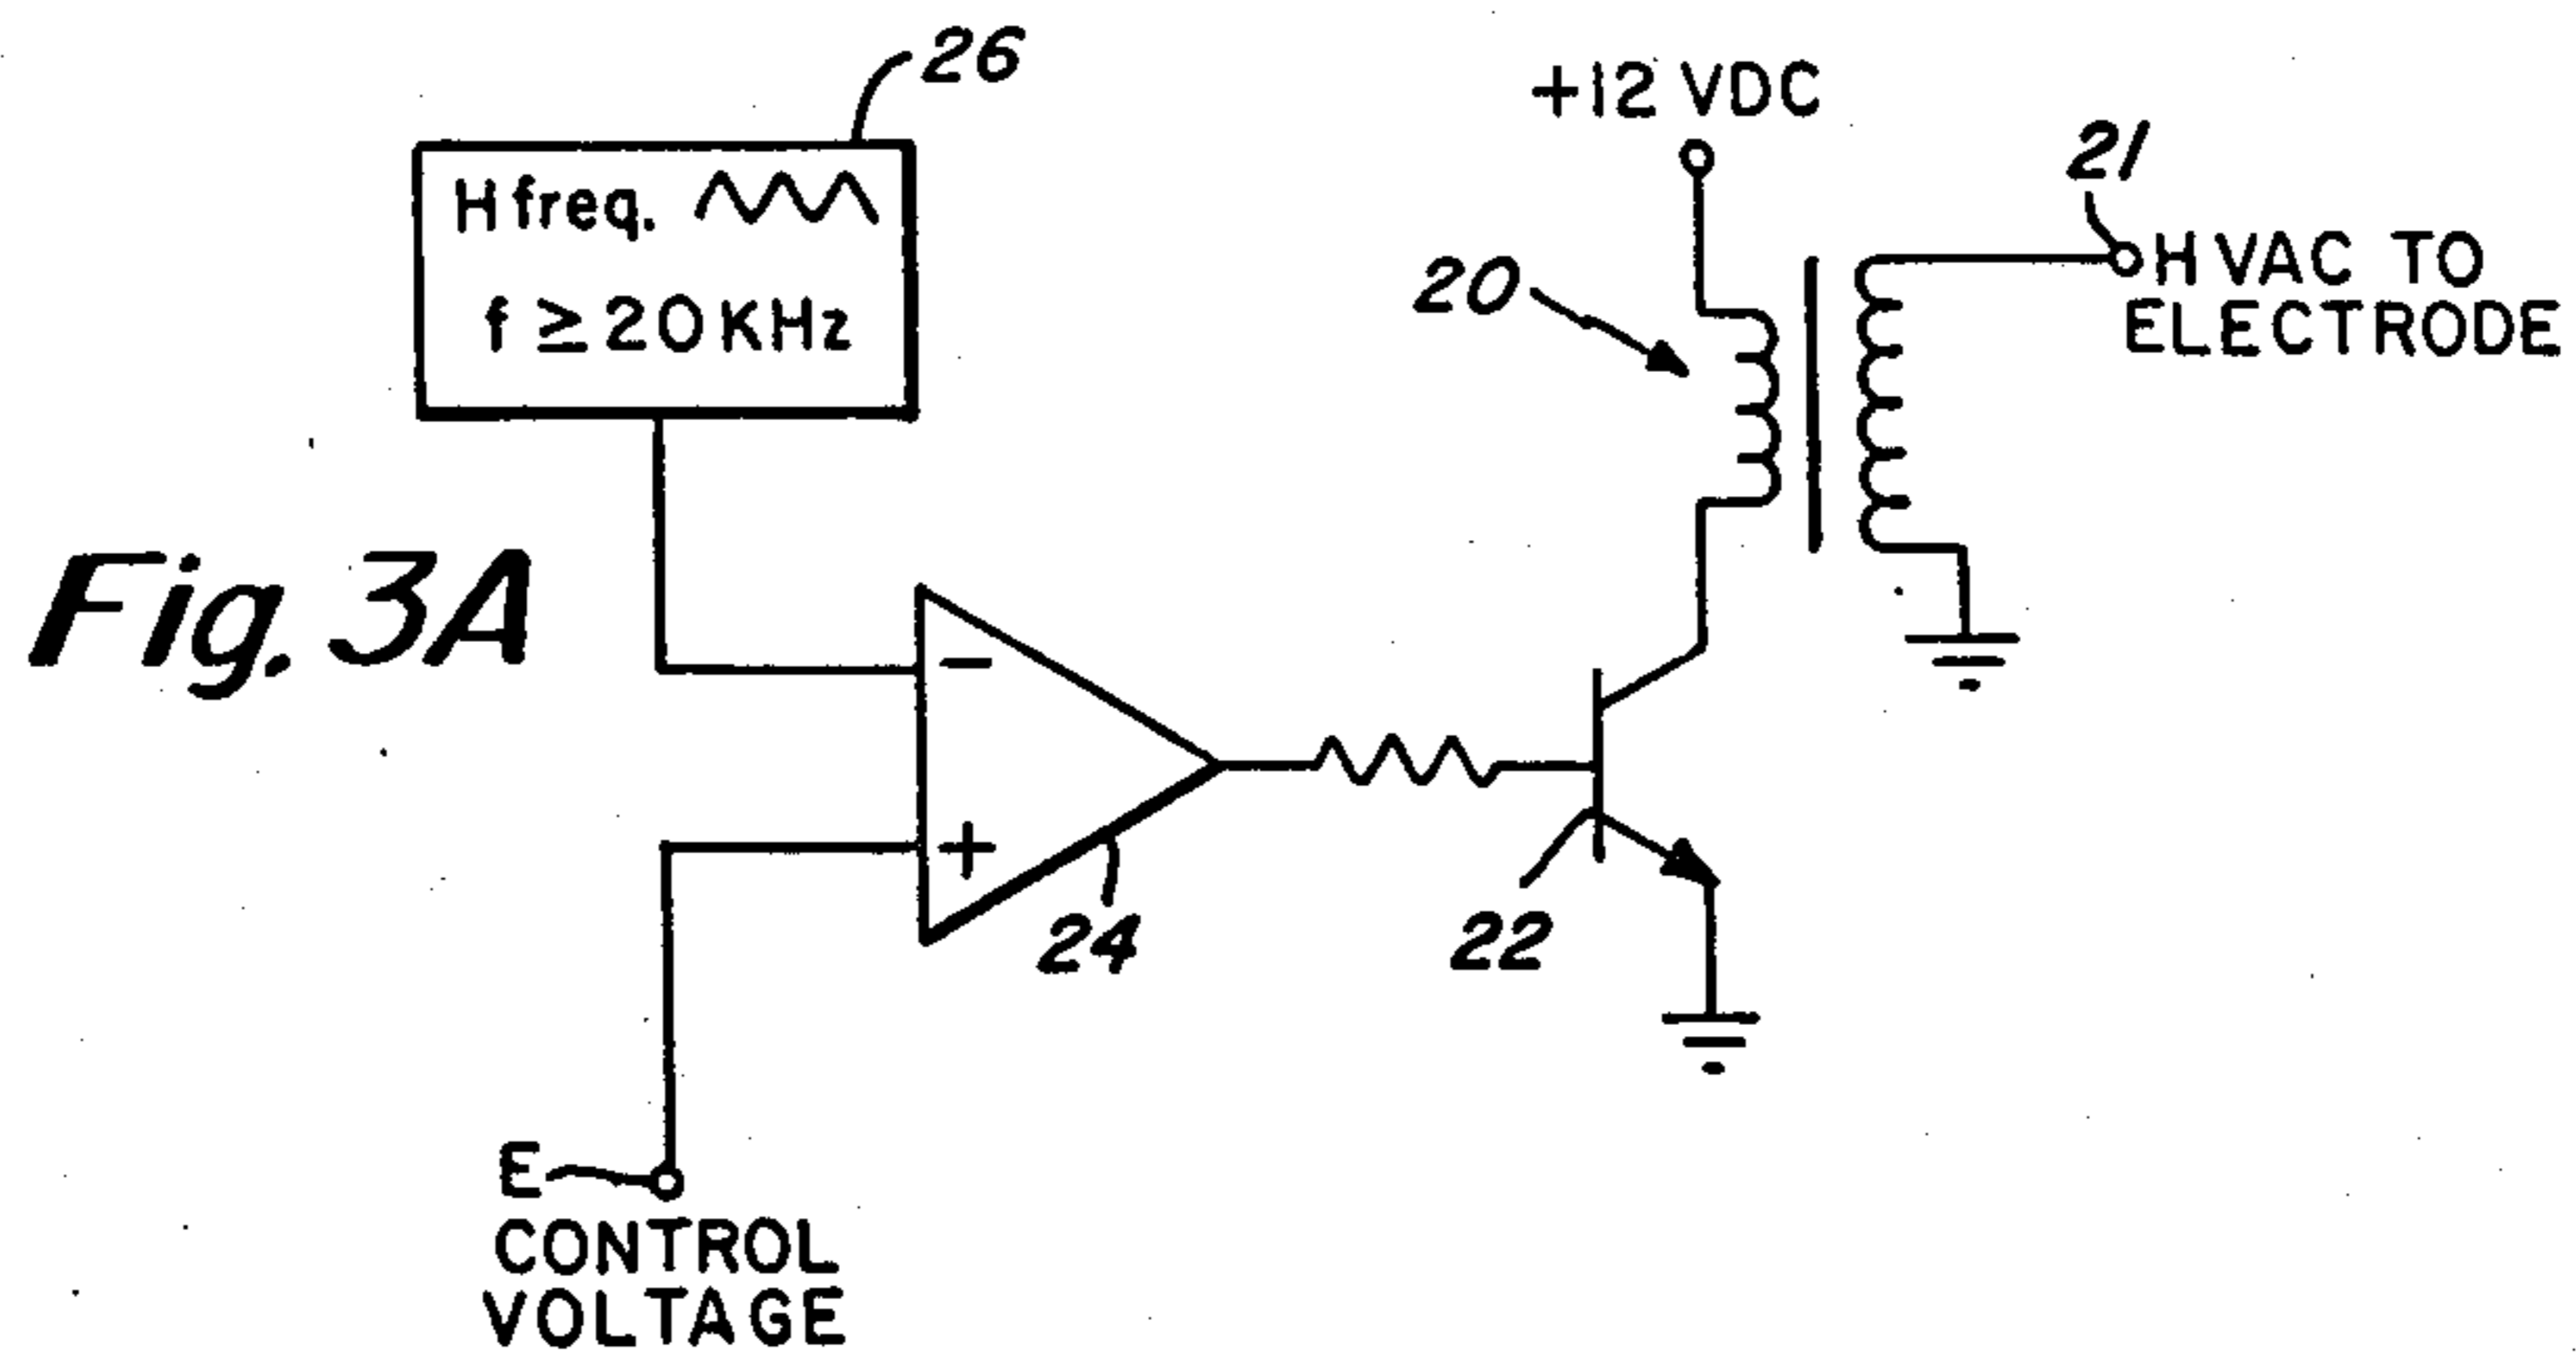 26
+12 VDC
21
H freq.
f ≥ 20 KHz
20
H VAC TO
ELECTRODE
Fig. 3A
−
+
24
22
E
CONTROL
VOLTAGE